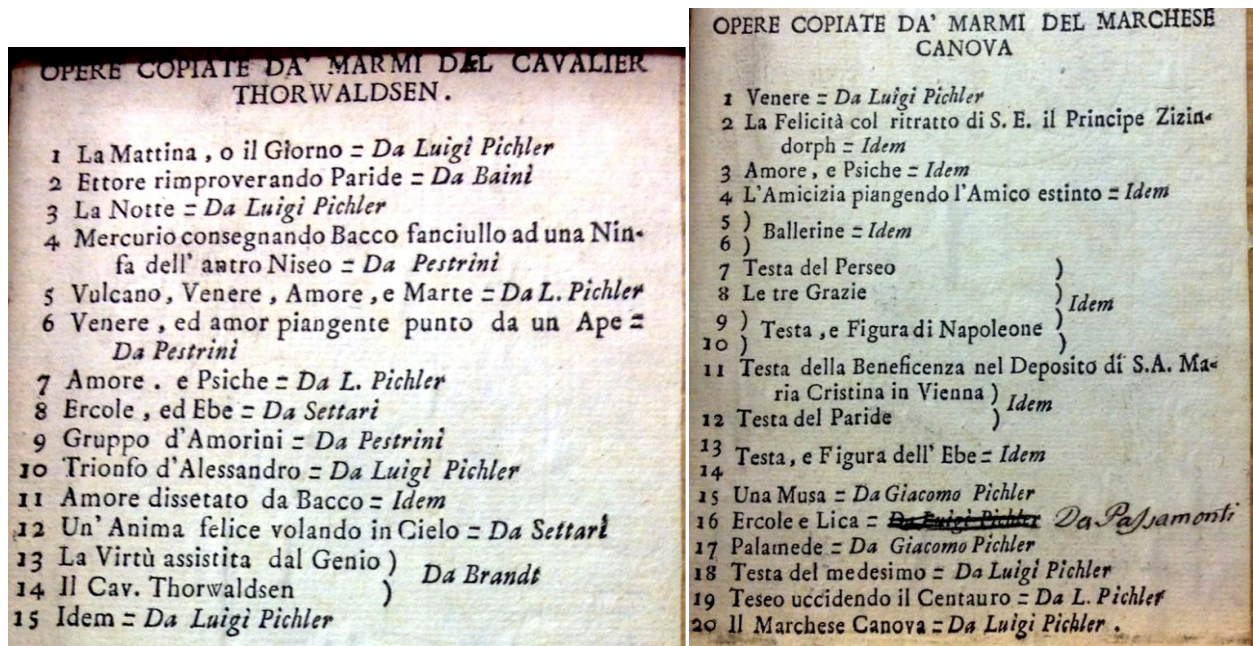 OPERE COPIATE DA' MARMI DAL CAVALIER
THORWALDSEN.
1 La Mattina, o il Giorno = Da Luigi Pichler
2 Ettore rimproverando Paride = Da Baini
3 La Notte = Da Luigi Pichler
4 Mercurio consegnando Bacco fanciullo ad una Nin-
fa dell' antro Niseo = Da Pestrini
5 Vulcano, Venere, Amore, e Marte = Da L. Pichler
6 Venere, ed amor piangente punto da un Ape =
Da Pestrini
7 Amore. e Psiche = Da L. Pichler
8 Ercole, ed Ebe = Da Settari
9 Gruppo d'Amorini = Da Pestrini
10 Trionfo d'Alessandro = Da Luigi Pichler
11 Amore dissetato da Bacco = Idem
12 Un' Anima felice volando in Cielo = Da Settari
13 La Virtù assistita dal Genio )
Da Brandt
14 Il Cav. Thorwaldsen )
15 Idem = Da Luigi Pichler
OPERE COPIATE DA' MARMI DEL MARCHESE
CANOVA
1 Venere = Da Luigi Pichler
2 La Felicità col ritratto di S. E. il Principe Zizin-
dorph = Idem
3 Amore, e Psiche = Idem
4 L'Amicizia piangendo l'Amico estinto = Idem
5 )
Ballerine = Idem
6 )
7 Testa del Perseo )
8 Le tre Grazie )
Idem
9 ) )
Testa, e Figura di Napoleone
10 ) )
11 Testa della Beneficenza nel Deposito di S.A. Ma-
ria Cristina in Vienna )
Idem
12 Testa del Paride )
13
Testa, e Figura dell' Ebe = Idem
14
15 Una Musa = Da Giacomo Pichler
16 Ercole e Lica = Da Luigi Pichler Da Passamonti
17 Palamede = Da Giacomo Pichler
18 Testa del medesimo = Da Luigi Pichler
19 Teseo uccidendo il Centauro = Da L. Pichler
20 Il Marchese Canova = Da Luigi Pichler.